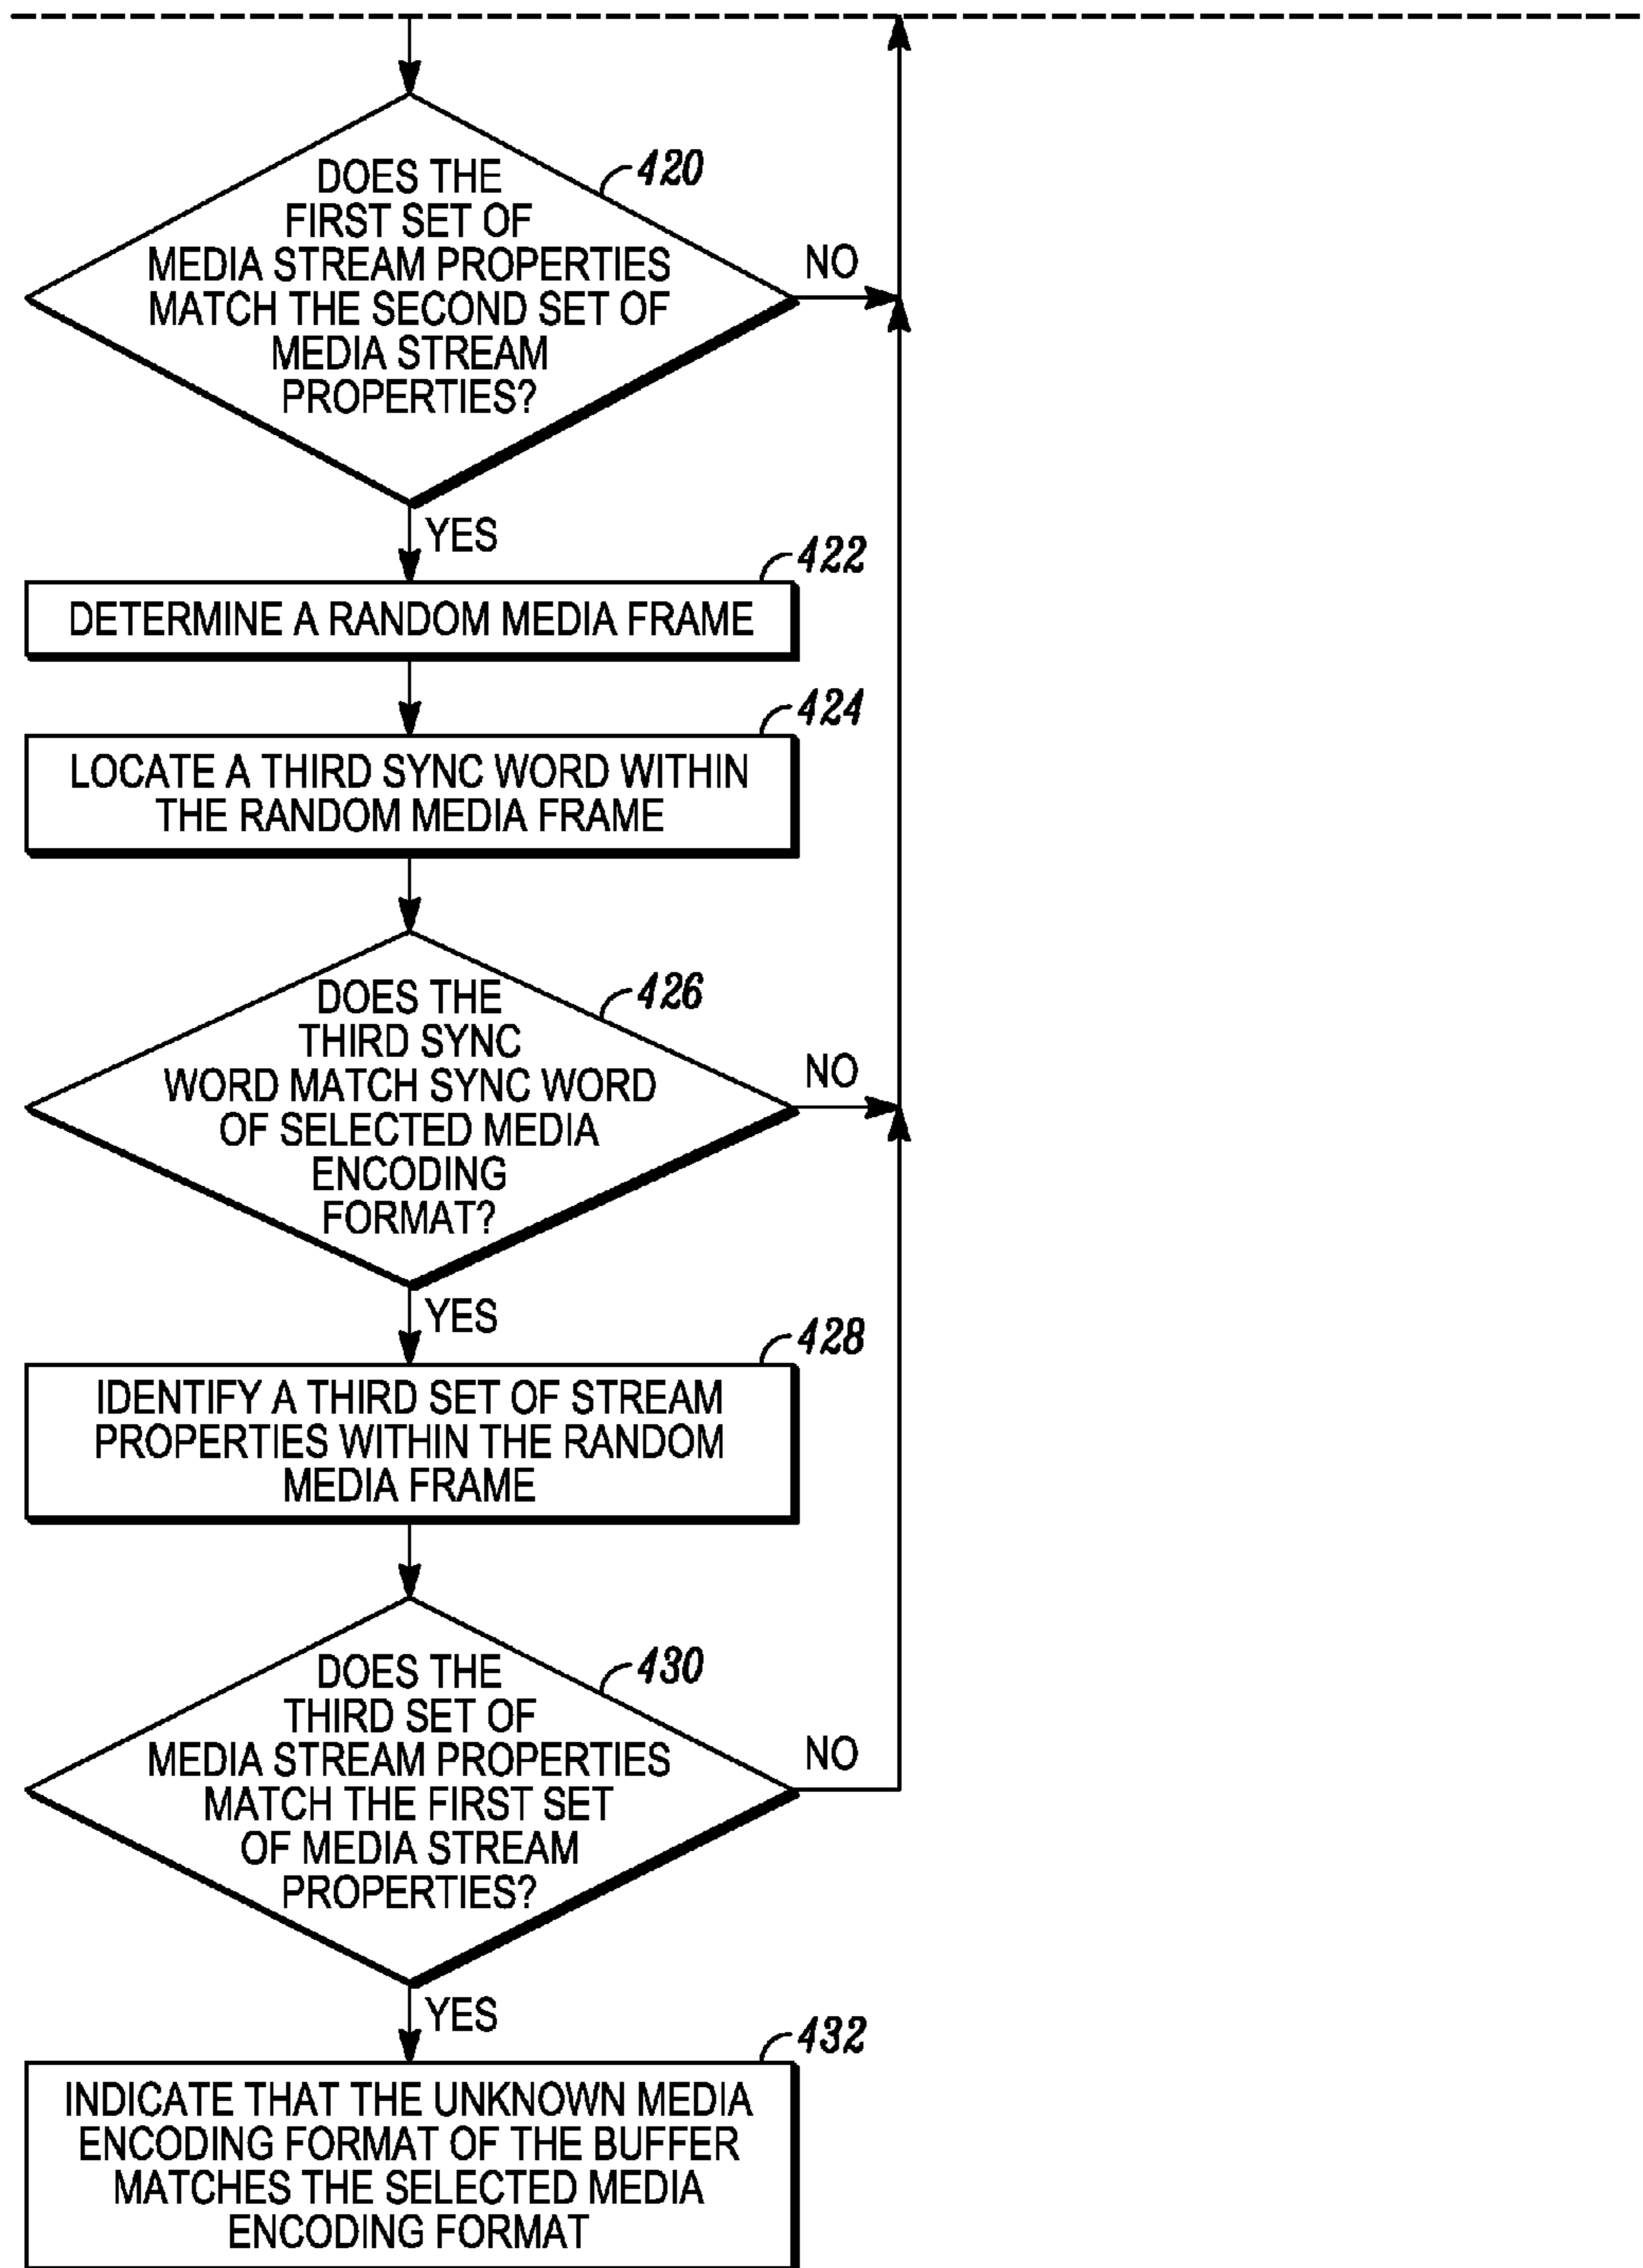 420
DOES THE
FIRST SET OF
MEDIA STREAM PROPERTIES
MATCH THE SECOND SET OF
MEDIA STREAM
PROPERTIES?
NO
YES
422
DETERMINE A RANDOM MEDIA FRAME
424
LOCATE A THIRD SYNC WORD WITHIN
THE RANDOM MEDIA FRAME
426
DOES THE
THIRD SYNC
WORD MATCH SYNC WORD
OF SELECTED MEDIA
ENCODING
FORMAT?
NO
YES
428
IDENTIFY A THIRD SET OF STREAM
PROPERTIES WITHIN THE RANDOM
MEDIA FRAME
430
DOES THE
THIRD SET OF
MEDIA STREAM PROPERTIES
MATCH THE FIRST SET
OF MEDIA STREAM
PROPERTIES?
NO
YES
432
INDICATE THAT THE UNKNOWN MEDIA
ENCODING FORMAT OF THE BUFFER
MATCHES THE SELECTED MEDIA
ENCODING FORMAT